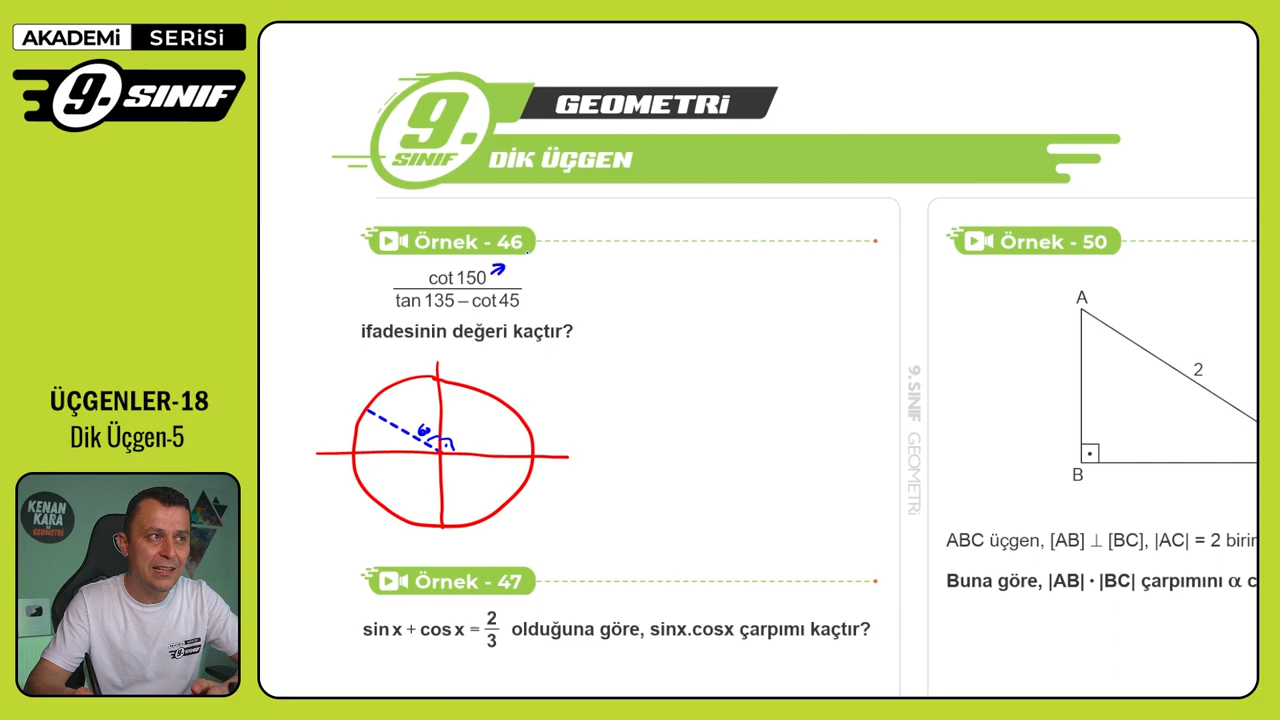 AKADEMİ SERİSİ
9. SINIF
ÜÇGENLER-18
Dik Üçgen-5
KENAN
KARA
ile
GEOMETRİ
9. SINIF
GEOMETRİ
DİK ÜÇGEN
Örnek - 46
cot 150
tan 135 – cot 45
ifadesinin değeri kaçtır?
60
Örnek - 47
sin x + cos x = 2/3 olduğuna göre, sinx.cosx çarpımı kaçtır?
9. SINIF GEOMETRİ
Örnek - 50
A
2
B
ABC üçgen, [AB] ⊥ [BC], |AC| = 2 birir
Buna göre, |AB| · |BC| çarpımını α c